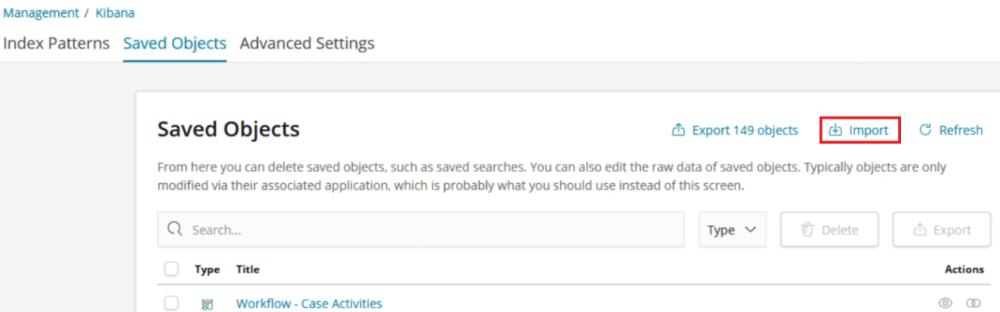 Management / Kibana
Index Patterns Saved Objects Advanced Settings
Saved Objects Export 149 objects Import Refresh
From here you can delete saved objects, such as saved searches. You can also edit the raw data of saved objects. Typically objects are only
modified via their associated application, which is probably what you should use instead of this screen.
Search... Type Delete Export
Type Title Actions
Workflow - Case Activities